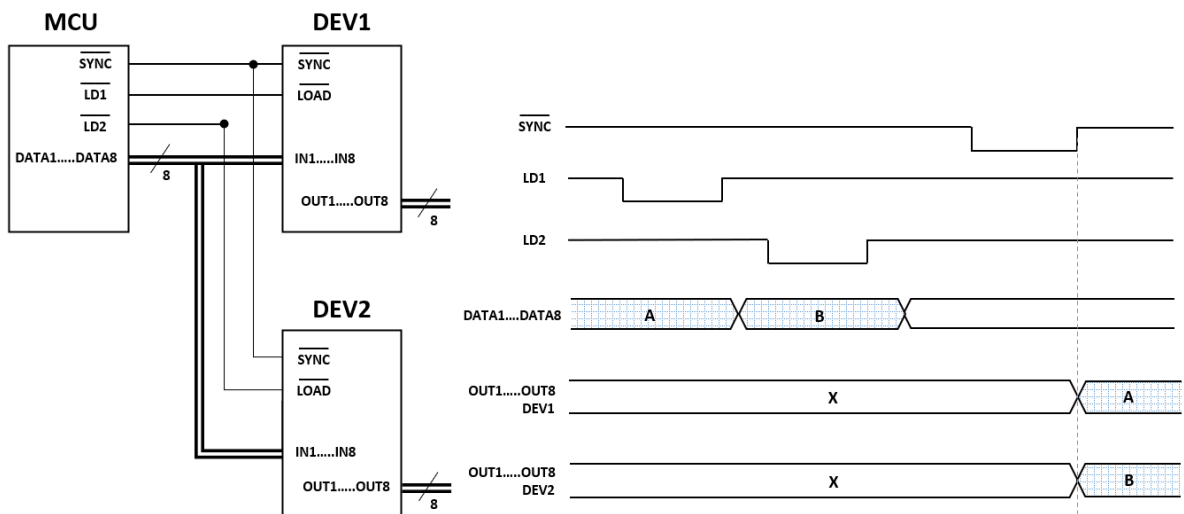 MCU
DEV1
SYNC
LD1
LD2
DATA1.....DATA8
8
SYNC
LOAD
IN1.....IN8
OUT1.....OUT8
8
DEV2
SYNC
LOAD
IN1.....IN8
OUT1.....OUT8
8
SYNC
LD1
LD2
DATA1....DATA8
A
B
OUT1.....OUT8
DEV1
X
A
OUT1.....OUT8
DEV2
X
B